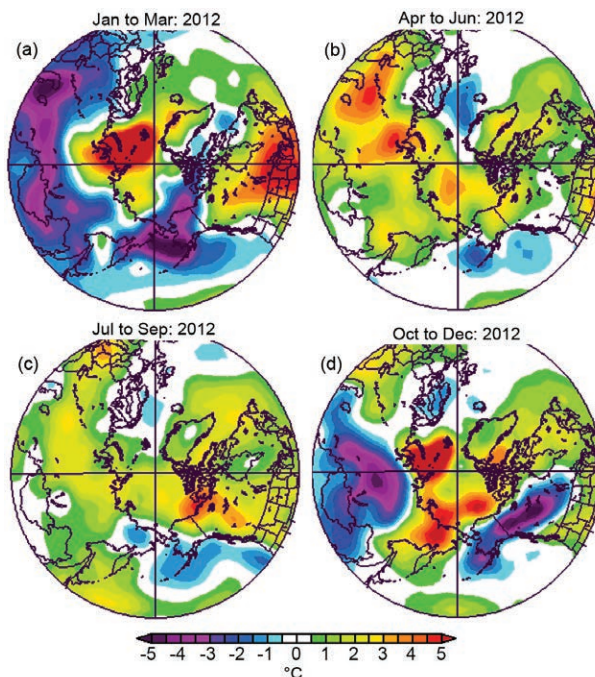 Jan to Mar: 2012
Apr to Jun: 2012
(a)
(b)
Jul to Sep: 2012
Oct to Dec: 2012
(c)
(d)
-5 -4 -3 -2 -1 0 1 2 3 4 5
°C